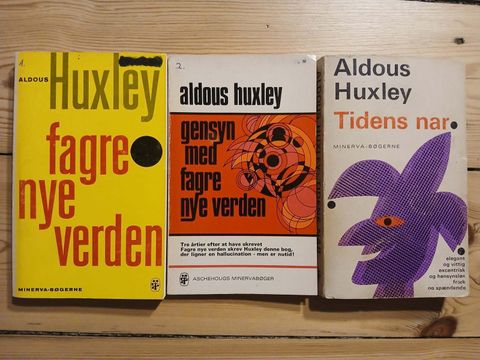 1.
ALDOUS
Huxley
fagre
nye
verden
MINERVA-BØGERNE
2.
aldous huxley
gensyn
med
fagre
nye verden
Tre årtier efter at have skrevet
Fagre nye verden skrev Huxley denne bog,
der ligner en hallucination - men er nutid!
ASCHEHOUGS MINERVABØGER
Aldous
Huxley
Tidens nar.
MINERVA-BØGERNE
elegant
og vittig
excentrisk
og hensynsløs
fræk
og spændende